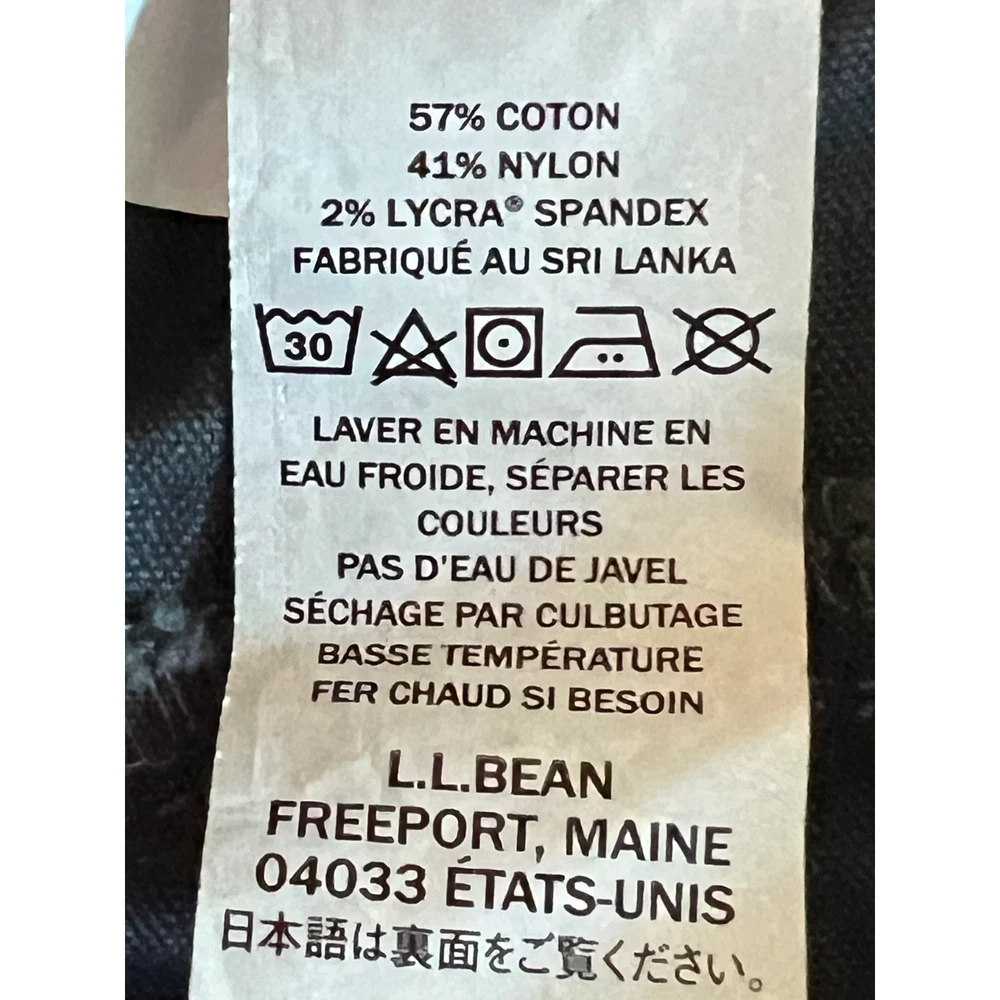 57% COTON
41% NYLON
2% LYCRA® SPANDEX
FABRIQUÉ AU SRI LANKA
30
LAVER EN MACHINE EN
EAU FROIDE, SÉPARER LES
COULEURS
PAS D'EAU DE JAVEL
SÉCHAGE PAR CULBUTAGE
BASSE TEMPÉRATURE
FER CHAUD SI BESOIN
L.L.BEAN
FREEPORT, MAINE
04033 ÉTATS-UNIS
日本語は裏面をご覧ください。